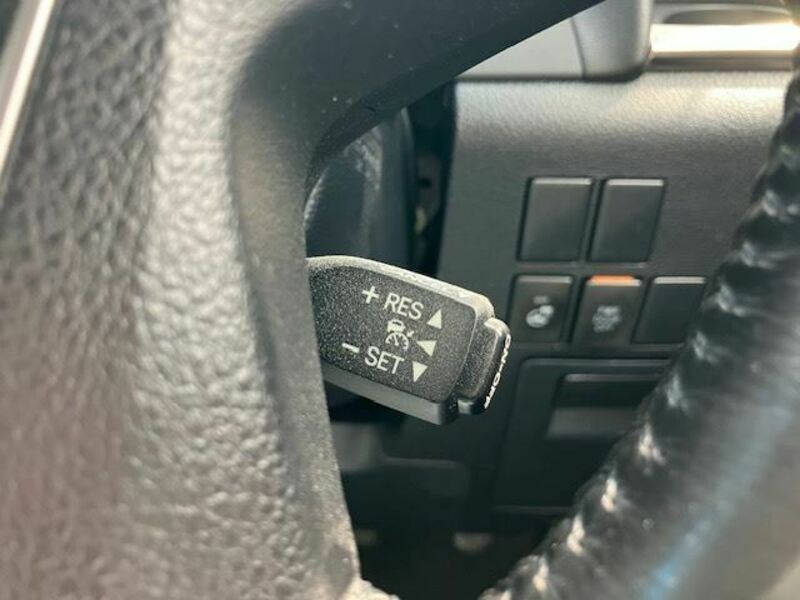 + RES ▲
◀
− SET ▼
ON-OFF